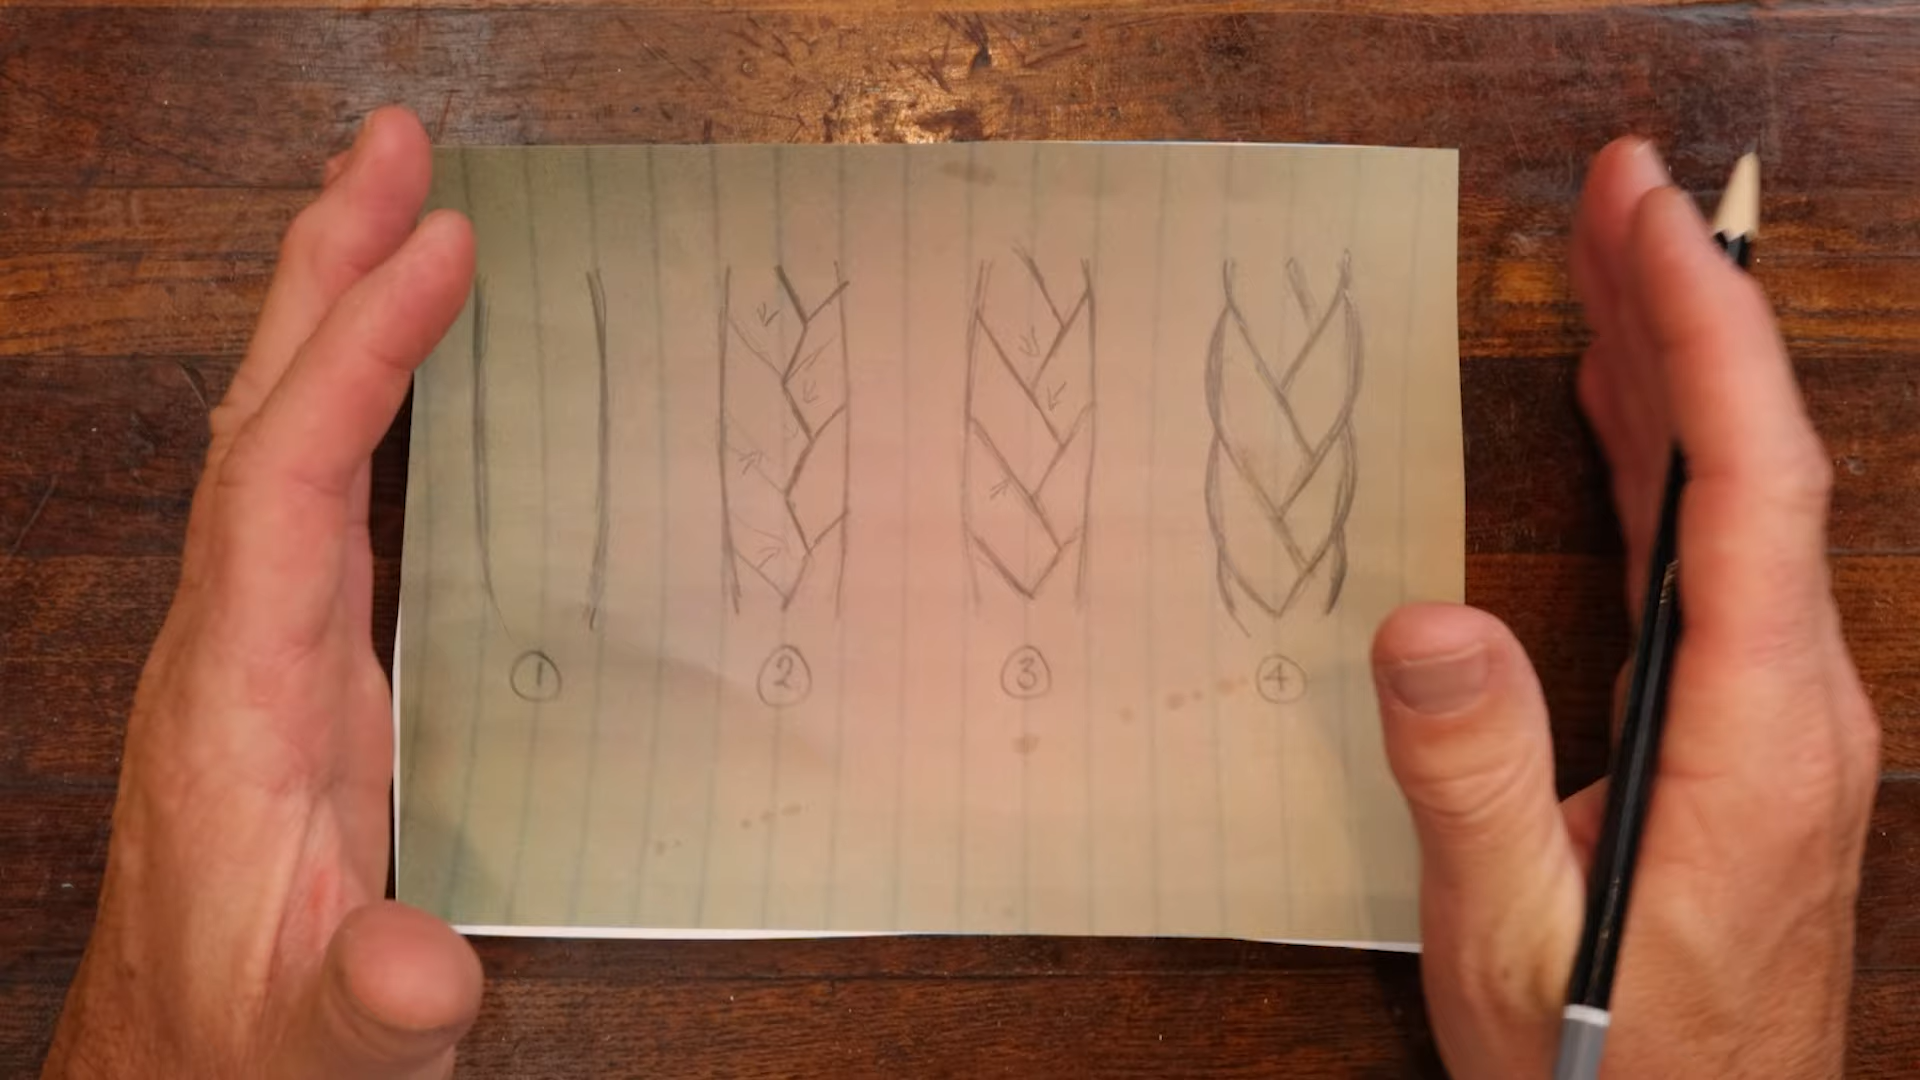 ① ② ③ ④